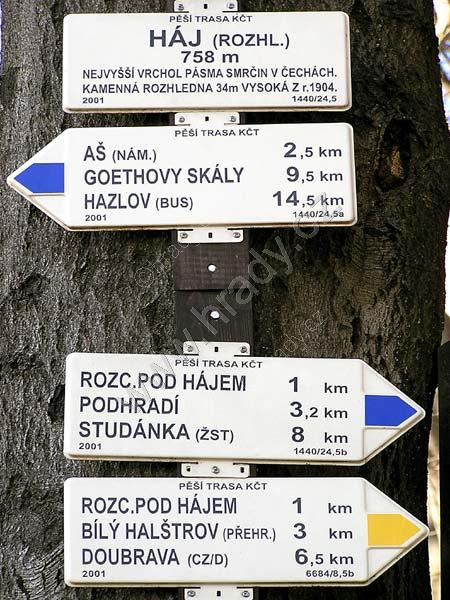 PĚŠÍ TRASA KČT
HÁJ (ROZHL.)
758 m
NEJVYŠŠÍ VRCHOL PÁSMA SMRČIN V ČECHÁCH.
KAMENNÁ ROZHLEDNA 34m VYSOKÁ Z r.1904.
2001 1440/24,5
PĚŠÍ TRASA KČT
AŠ (NÁM.) 2,5 km
GOETHOVY SKÁLY 9,5 km
HAZLOV (BUS) 14,5 km
2001 1440/24,5a
www.hrady.cz
PĚŠÍ TRASA KČT
ROZC.POD HÁJEM 1 km
PODHRADÍ 3,2 km
STUDÁNKA (ŽST) 8 km
2001 1440/24,5b
PĚŠÍ TRASA KČT
ROZC.POD HÁJEM 1 km
BÍLÝ HALŠTROV (PŘEHR.) 3 km
DOUBRAVA (CZ/D) 6,5 km
2001 6684/8,5b